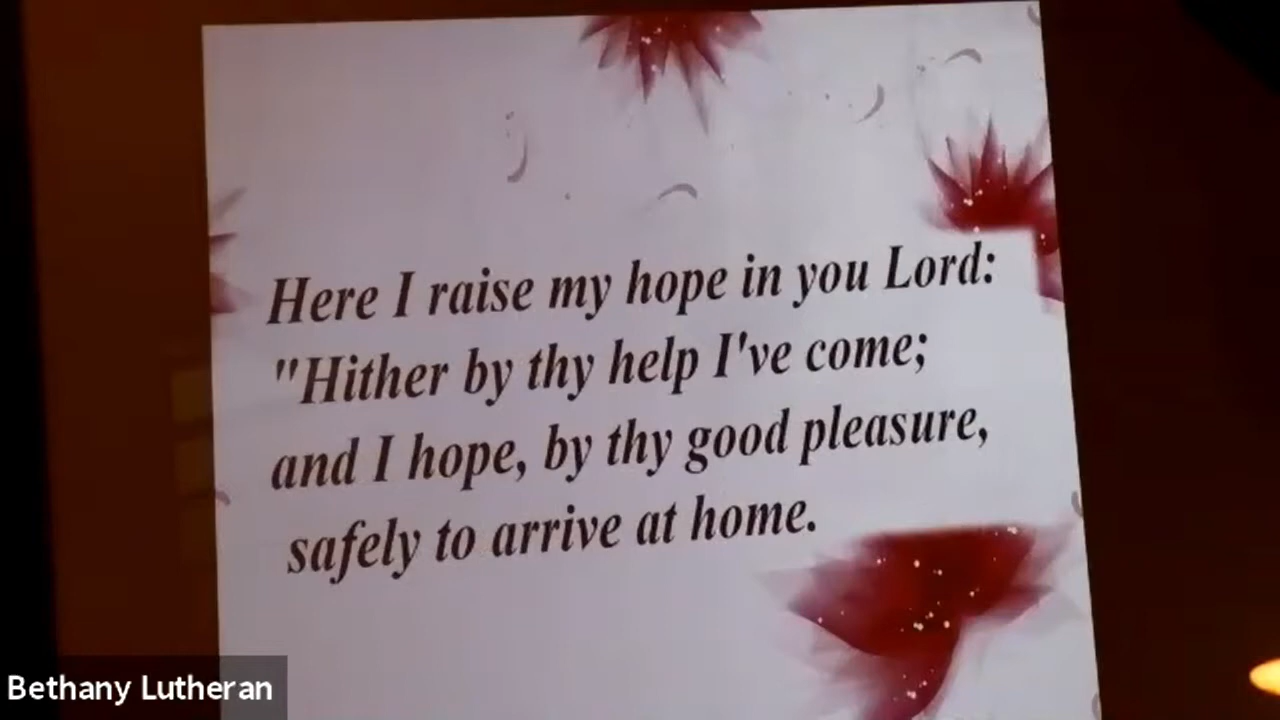 Here I raise my hope in you Lord:
"Hither by thy help I've come;
and I hope, by thy good pleasure,
safely to arrive at home.
Bethany Lutheran